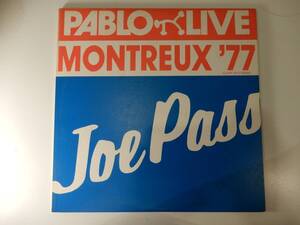 PABLO LIVE
MONTREUX '77
Joe Pass